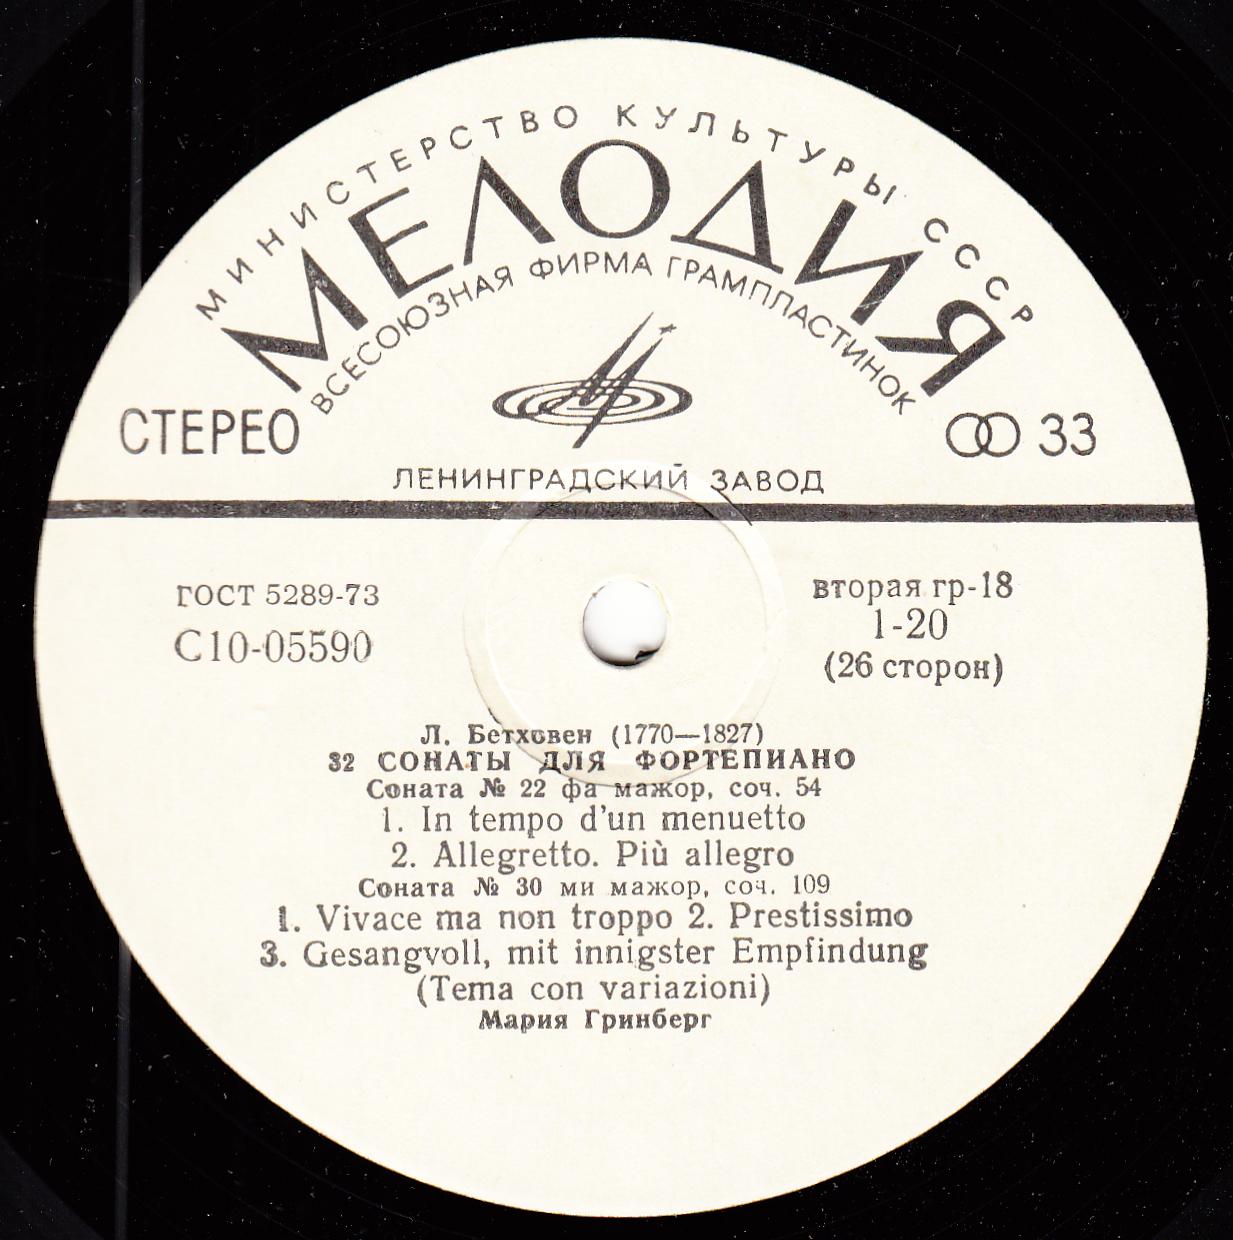 МИНИСТЕРСТВО КУЛЬТУРЫ СССР
МЕЛОДИЯ
ВСЕСОЮЗНАЯ ФИРМА ГРАМПЛАСТИНОК
СТЕРЕО
33
ЛЕНИНГРАДСКИЙ ЗАВОД
ГОСТ 5289-73
С10-05590
вторая гр-18
1-20
(26 сторон)
Л. Бетховен (1770—1827)
32 СОНАТЫ ДЛЯ ФОРТЕПИАНО
Соната № 22 фа мажор, соч. 54
1. In tempo d'un menuetto
2. Allegretto. Più allegro
Соната № 30 ми мажор, соч. 109
1. Vivace ma non troppo 2. Prestissimo
3. Gesangvoll, mit innigster Empfindung
(Tema con variazioni)
Мария Гринберг